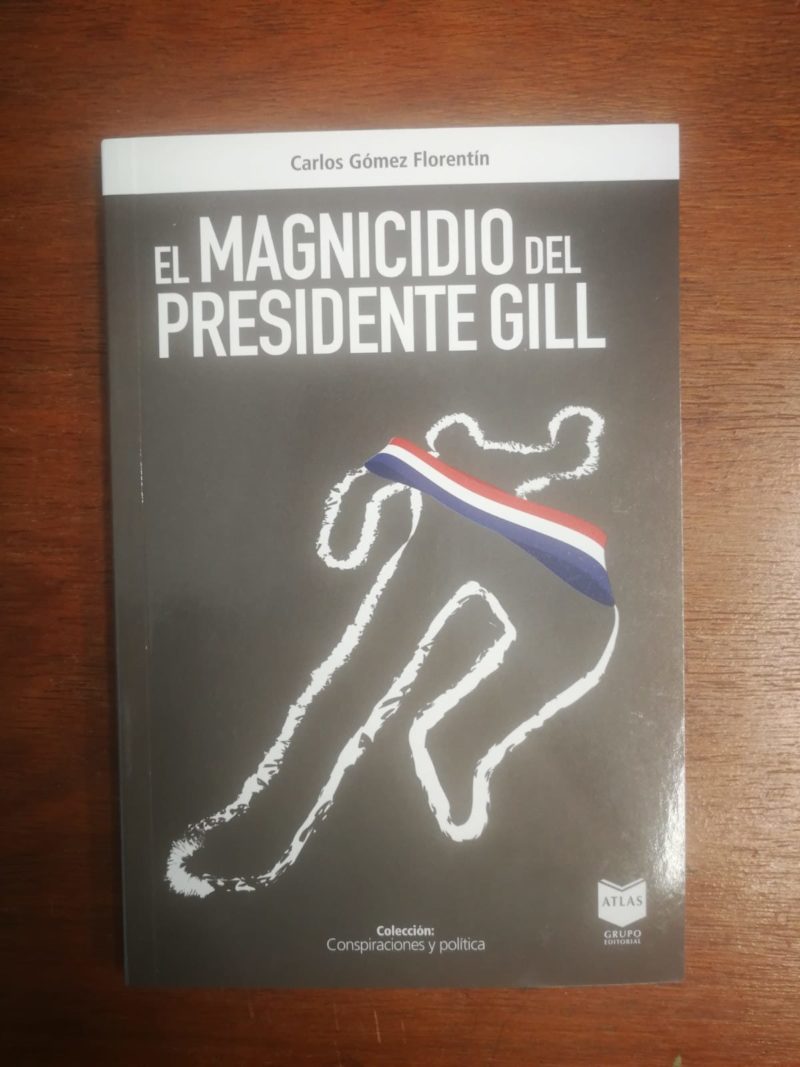 Carlos Gómez Florentín
EL MAGNICIDIO DEL
PRESIDENTE GILL
ATLAS
GRUPO
EDITORIAL
Colección:
Conspiraciones y política